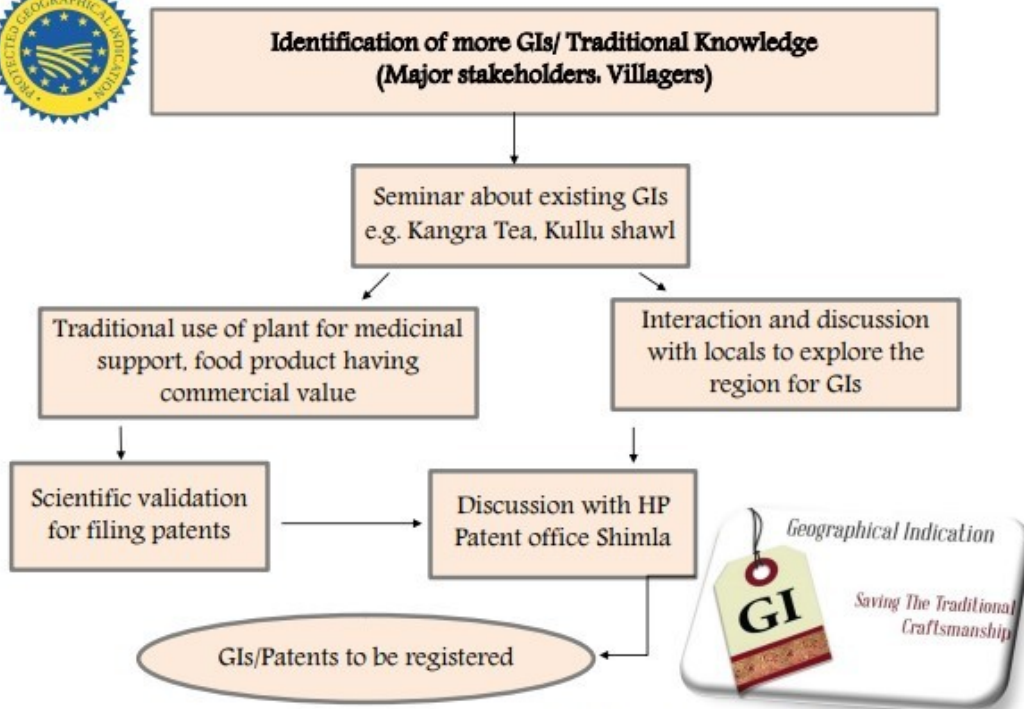 PROTECTED GEOGRAPHICAL INDICATION
Identification of more GIs/ Traditional Knowledge
(Major stakeholders: Villagers)
Seminar about existing GIs
e.g. Kangra Tea, Kullu shawl
Traditional use of plant for medicinal
support, food product having
commercial value
Interaction and discussion
with locals to explore the
region for GIs
Scientific validation
for filing patents
Discussion with HP
Patent office Shimla
GIs/Patents to be registered
Geographical Indication
GI
Saving The Traditional
Craftsmanship